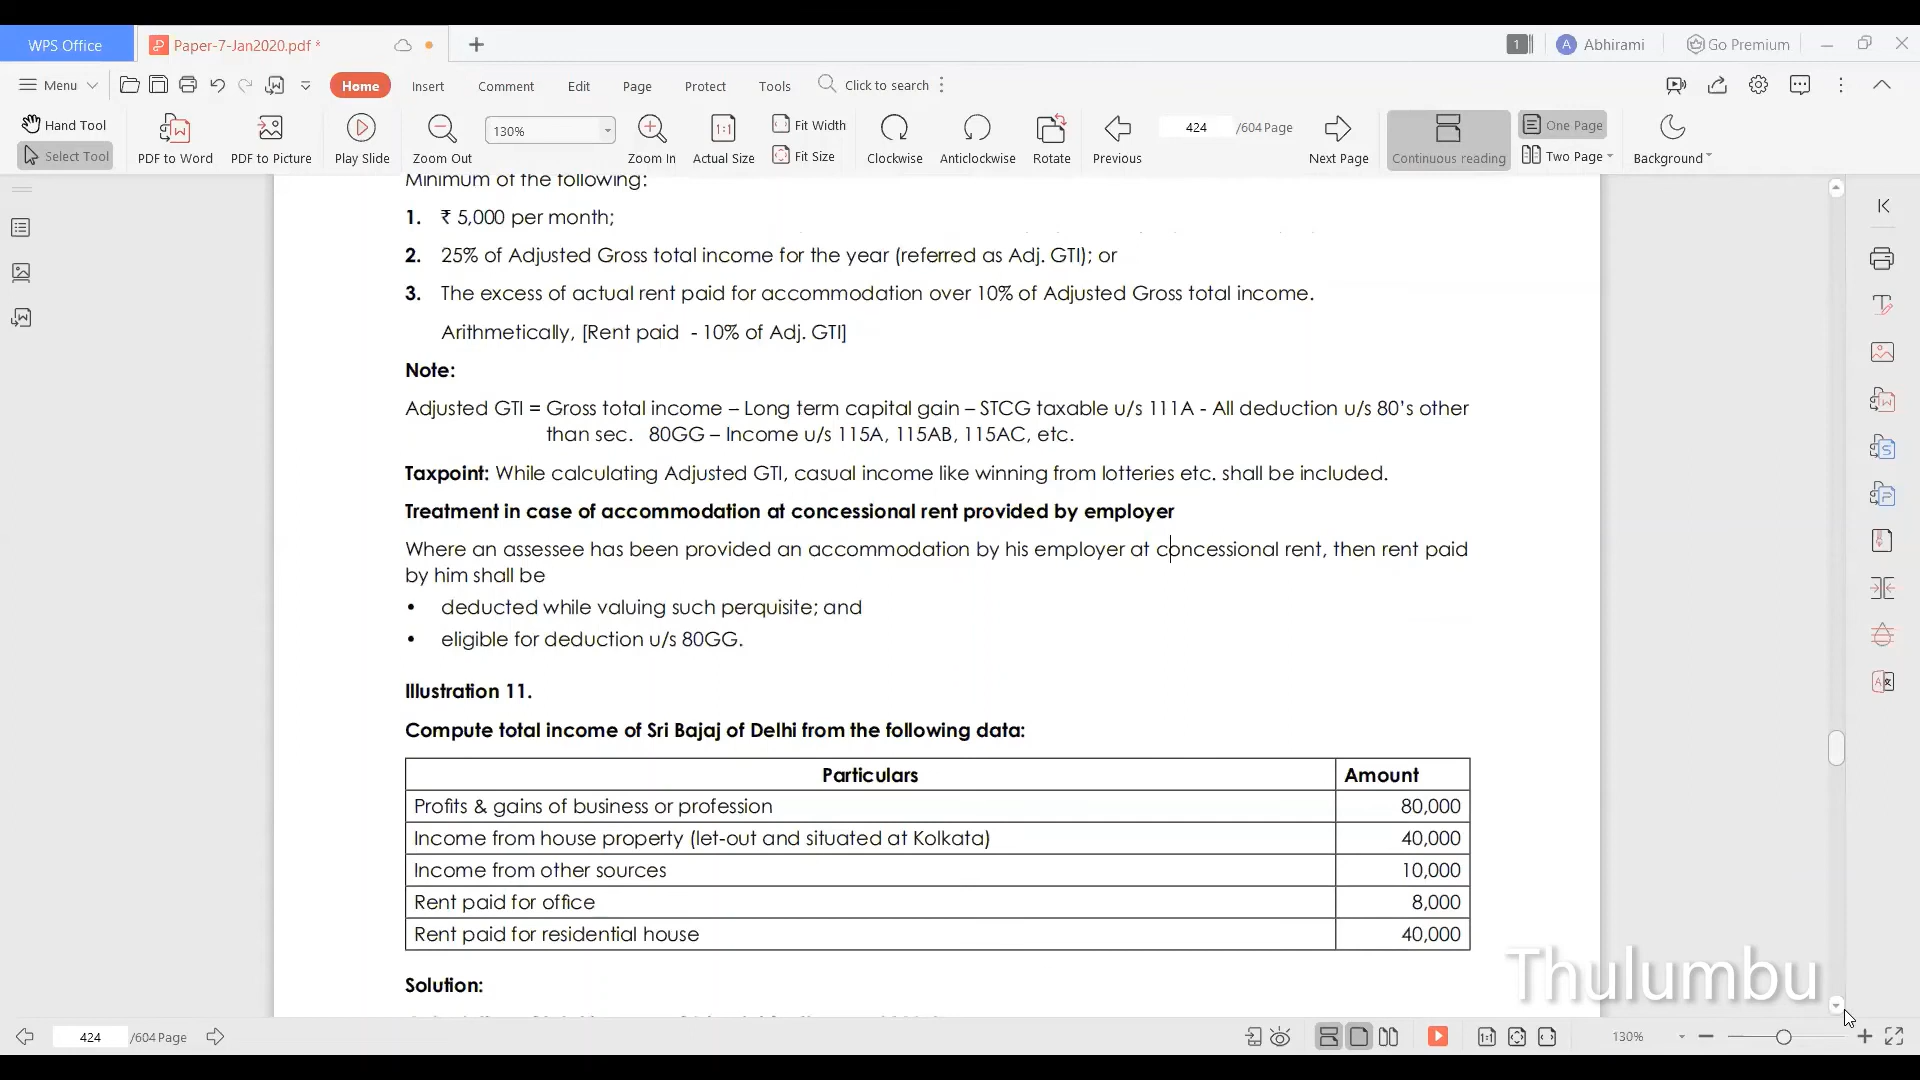 WPS Office
Paper-7-Jan2020.pdf *
1
A Abhirami
Go Premium
Menu
Home
Insert
Comment
Edit
Page
Protect
Tools
Click to search
Hand Tool
Select Tool
PDF to Word
PDF to Picture
Play Slide
Zoom Out
130%
Zoom In
Actual Size
Fit Width
Fit Size
Clockwise
Anticlockwise
Rotate
Previous
424 /604 Page
Next Page
Continuous reading
One Page
Two Page
Background
Minimum of the following:
1. ₹ 5,000 per month;
2. 25% of Adjusted Gross total income for the year (referred as Adj. GTI); or
3. The excess of actual rent paid for accommodation over 10% of Adjusted Gross total income.
Arithmetically, [Rent paid - 10% of Adj. GTI]
Note:
Adjusted GTI = Gross total income – Long term capital gain – STCG taxable u/s 111A - All deduction u/s 80's other
than sec. 80GG – Income u/s 115A, 115AB, 115AC, etc.
Taxpoint: While calculating Adjusted GTI, casual income like winning from lotteries etc. shall be included.
Treatment in case of accommodation at concessional rent provided by employer
Where an assessee has been provided an accommodation by his employer at concessional rent, then rent paid
by him shall be
• deducted while valuing such perquisite; and
• eligible for deduction u/s 80GG.
Illustration 11.
Compute total income of Sri Bajaj of Delhi from the following data:
Particulars Amount
Profits & gains of business or profession 80,000
Income from house property (let-out and situated at Kolkata) 40,000
Income from other sources 10,000
Rent paid for office 8,000
Rent paid for residential house 40,000
Solution:
Thulumbu
424 /604 Page
130%